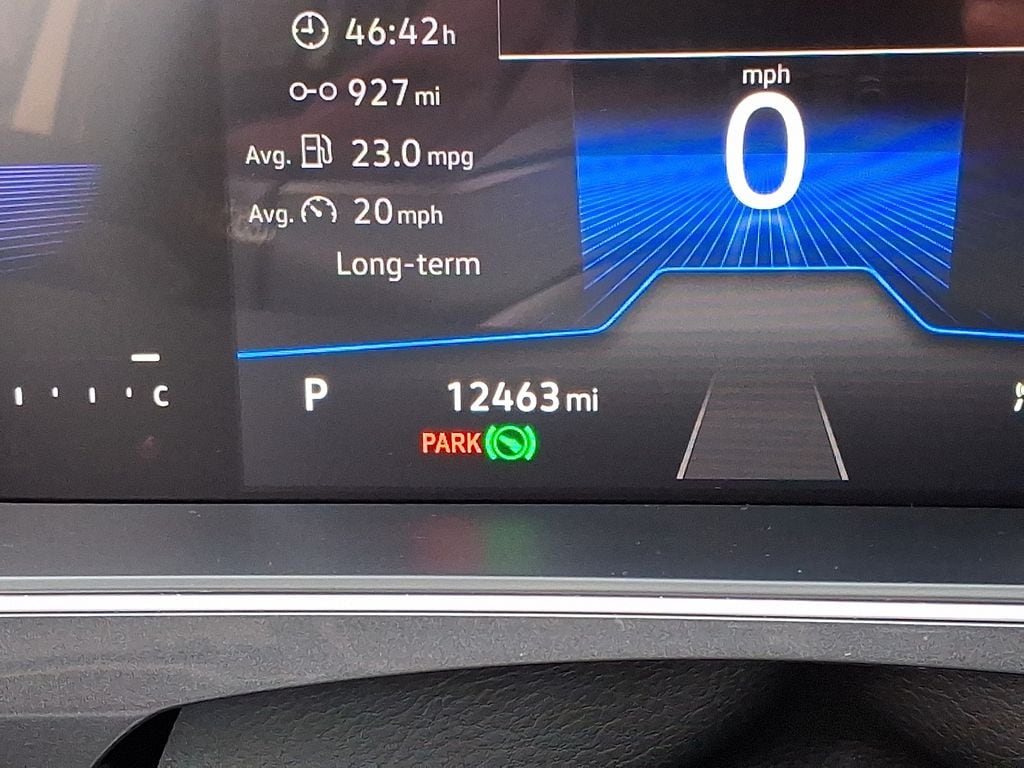 46:42h
927 mi
Avg. 23.0 mpg
Avg. 20 mph
Long-term
mph
0
C
P
12463 mi
PARK